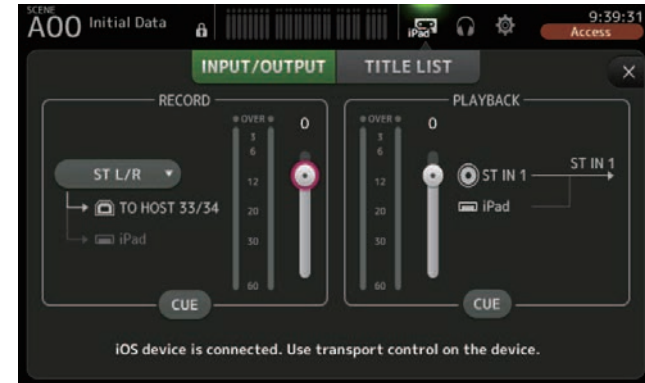 SCENE
A00 Initial Data
iPad
9:39:31
Access
INPUT/OUTPUT
TITLE LIST
×
RECORD
OVER
0
3
6
12
20
30
60
ST L/R
TO HOST 33/34
iPad
CUE
PLAYBACK
OVER
0
3
6
12
20
30
60
ST IN 1
ST IN 1
iPad
CUE
iOS device is connected. Use transport control on the device.